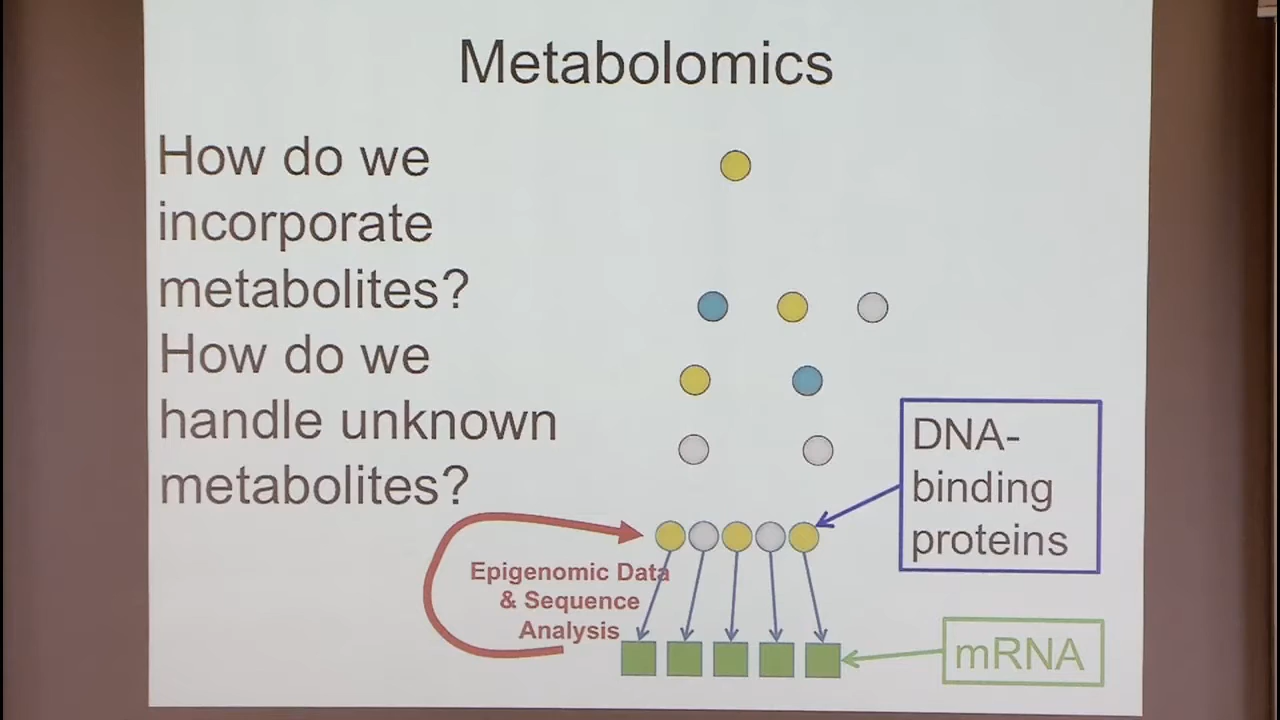 Metabolomics
How do we
incorporate
metabolites?
How do we
handle unknown
metabolites?
DNA-
binding
proteins
Epigenomic Data
& Sequence
Analysis
mRNA